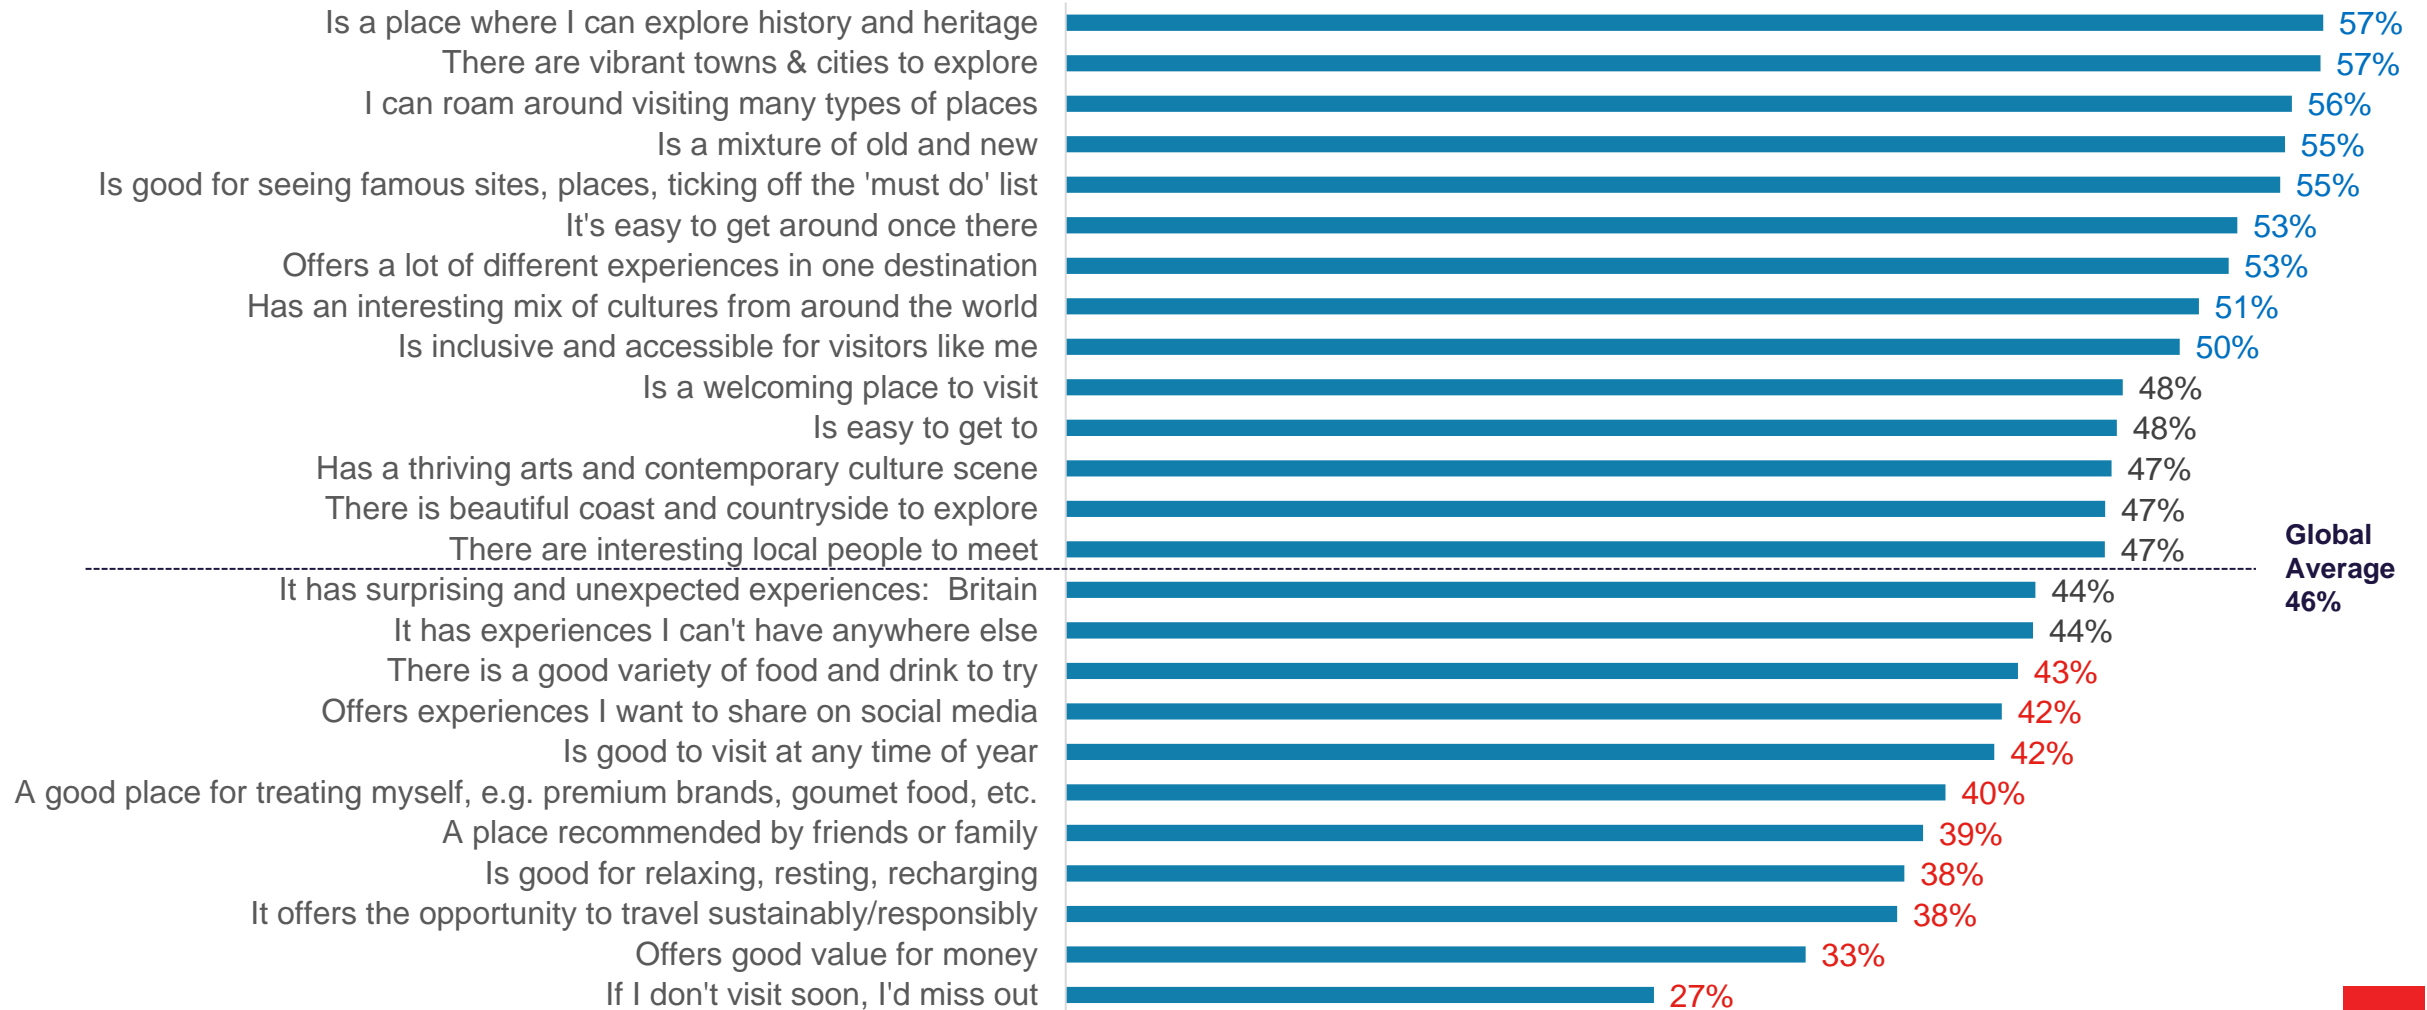 Is a place where I can explore history and heritage 57%
There are vibrant towns & cities to explore 57%
I can roam around visiting many types of places 56%
Is a mixture of old and new 55%
Is good for seeing famous sites, places, ticking off the 'must do' list 55%
It's easy to get around once there 53%
Offers a lot of different experiences in one destination 53%
Has an interesting mix of cultures from around the world 51%
Is inclusive and accessible for visitors like me 50%
Is a welcoming place to visit 48%
Is easy to get to 48%
Has a thriving arts and contemporary culture scene 47%
There is beautiful coast and countryside to explore 47%
There are interesting local people to meet 47%
Global
Average
46%
It has surprising and unexpected experiences:  Britain 44%
It has experiences I can't have anywhere else 44%
There is a good variety of food and drink to try 43%
Offers experiences I want to share on social media 42%
Is good to visit at any time of year 42%
A good place for treating myself, e.g. premium brands, goumet food, etc. 40%
A place recommended by friends or family 39%
Is good for relaxing, resting, recharging 38%
It offers the opportunity to travel sustainably/responsibly 38%
Offers good value for money 33%
If I don't visit soon, I'd miss out 27%